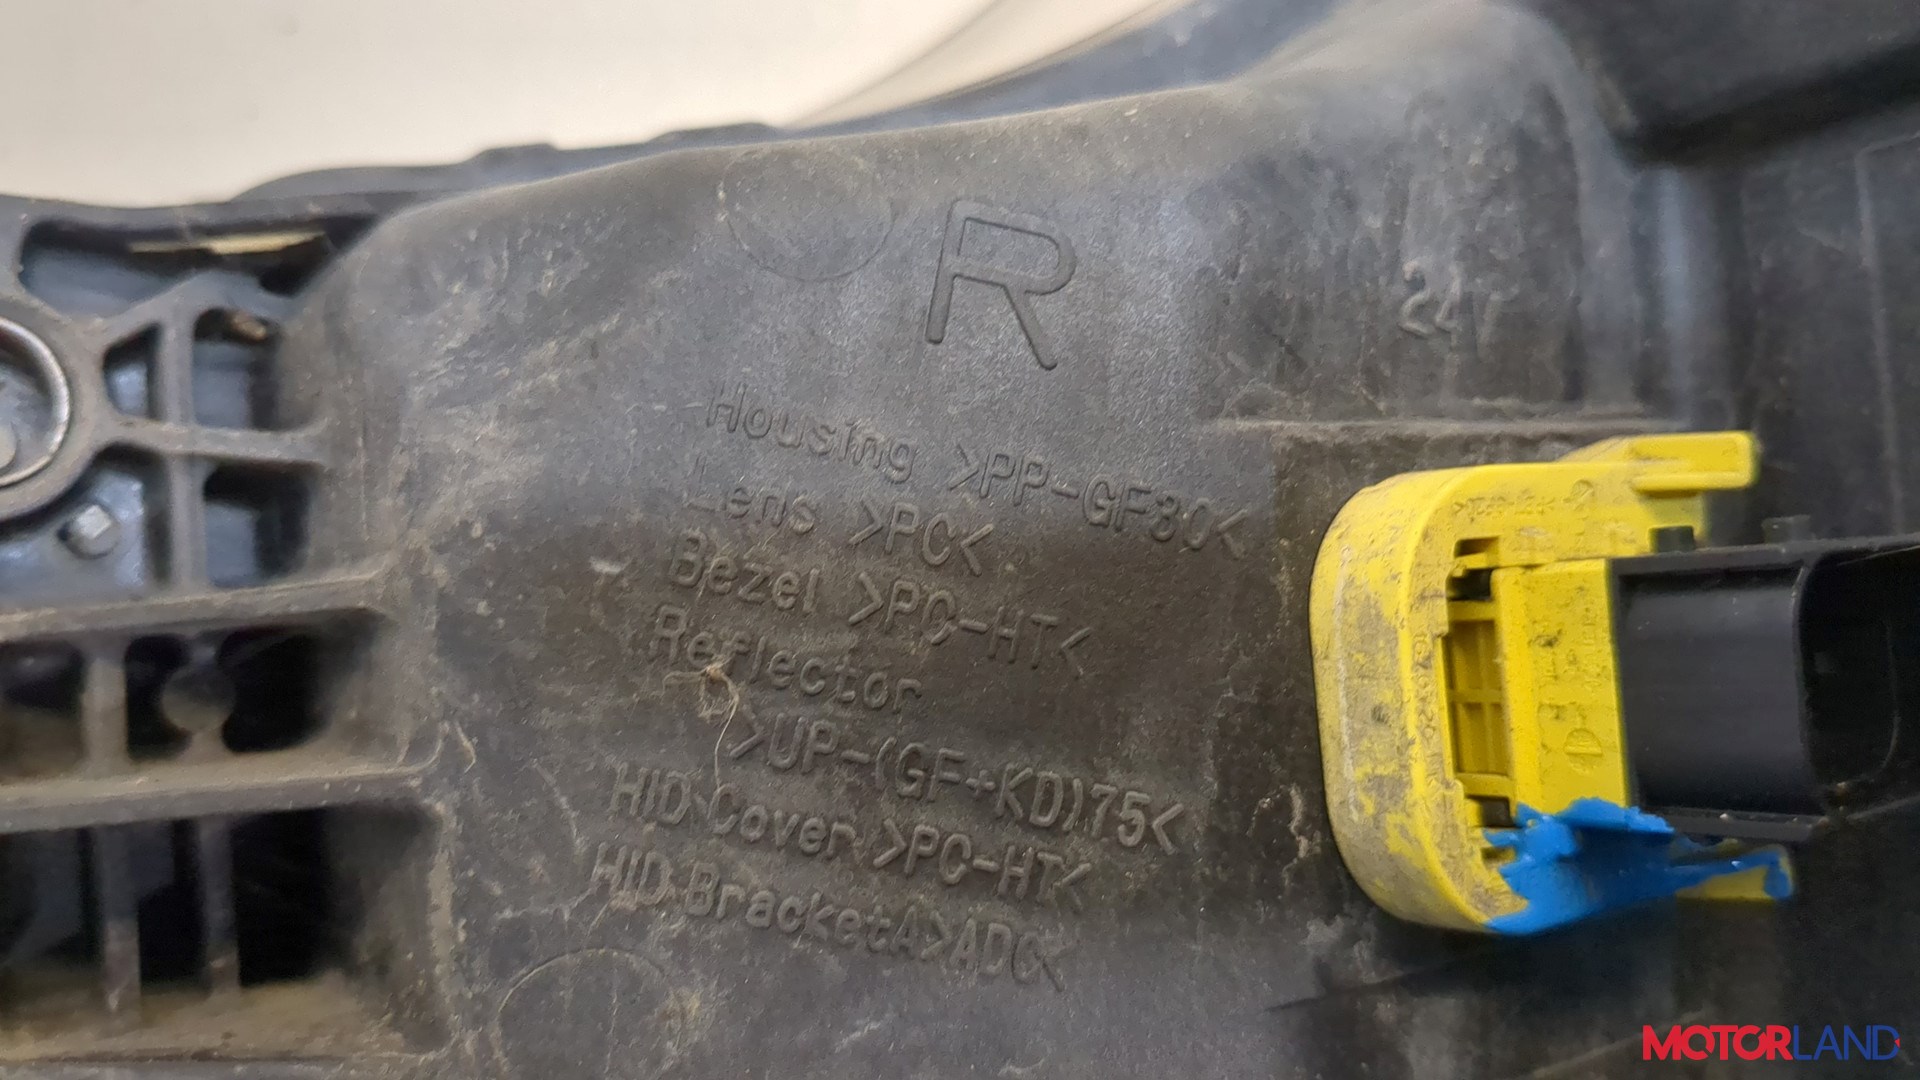 R
24V
Housing >PP-GF30<
Lens >PC<
Bezel >PC-HT<
Reflector
>UP-(GF+KD)75<
HID Cover >PC-HT<
HID BracketA>ADC<
MOTORLAND